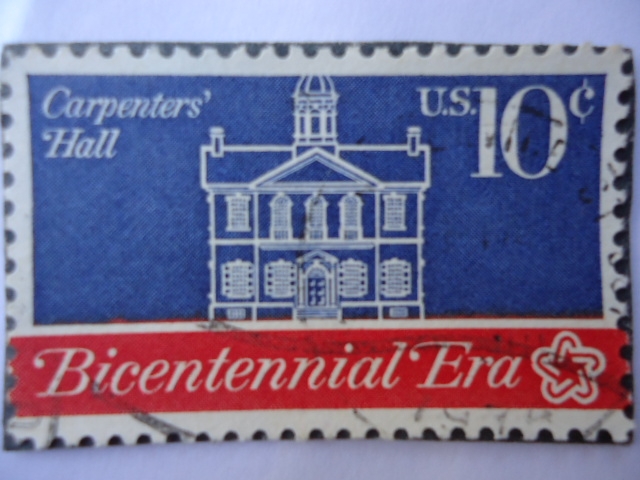 Carpenters'
Hall
U.S. 10¢
Bicentennial Era